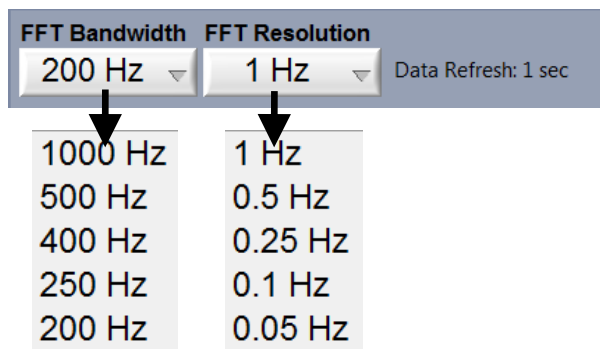 FFT Bandwidth FFT Resolution
200 Hz 1 Hz Data Refresh: 1 sec
1000 Hz 1 Hz
500 Hz 0.5 Hz
400 Hz 0.25 Hz
250 Hz 0.1 Hz
200 Hz 0.05 Hz